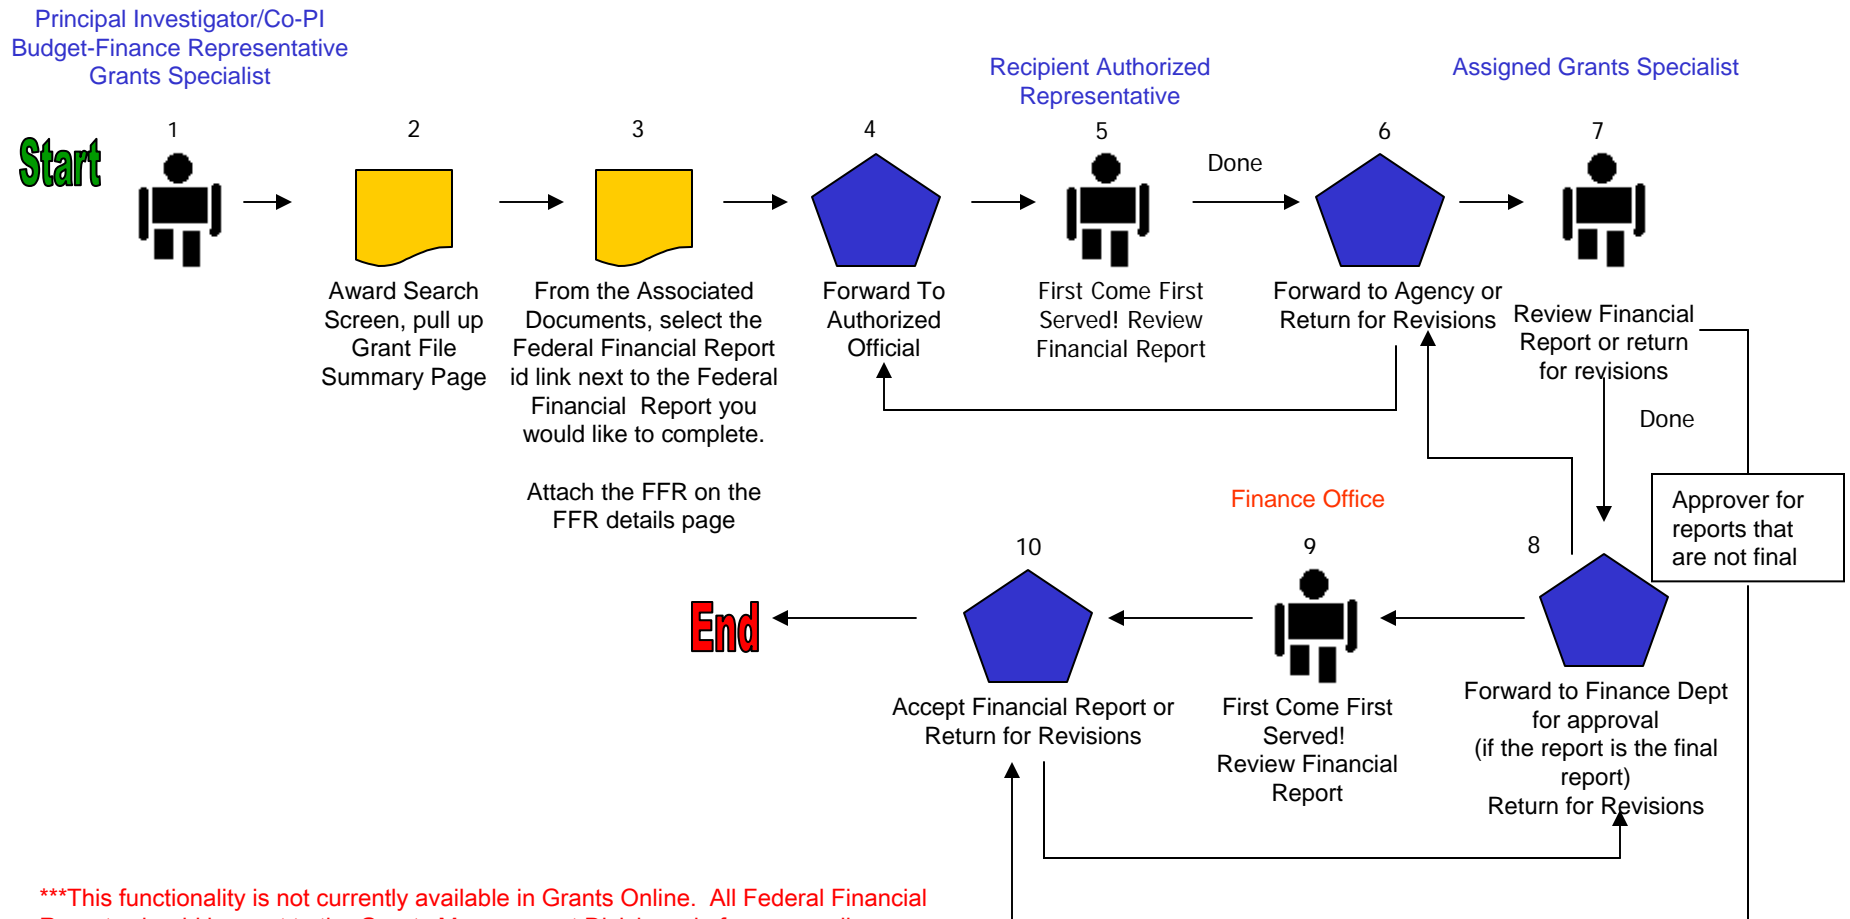 Principal Investigator/Co-PI
Budget-Finance Representative
Grants Specialist
Recipient Authorized
Representative
Assigned Grants Specialist
Start
1
2
3
4
5
6
7
Done
Award Search
Screen, pull up
Grant File
Summary Page
From the Associated
Documents, select the
Federal Financial Report
id link next to the Federal
Financial Report you
would like to complete.
Attach the FFR on the
FFR details page
Forward To
Authorized
Official
First Come First
Served! Review
Financial Report
Forward to Agency or
Return for Revisions
Review Financial
Report or return
for revisions
Done
Approver for
reports that
are not final
Finance Office
10
9
8
End
Accept Financial Report or
Return for Revisions
First Come First
Served!
Review Financial
Report
Forward to Finance Dept
for approval
(if the report is the final
report)
Return for Revisions
***This functionality is not currently available in Grants Online. All Federal Financial